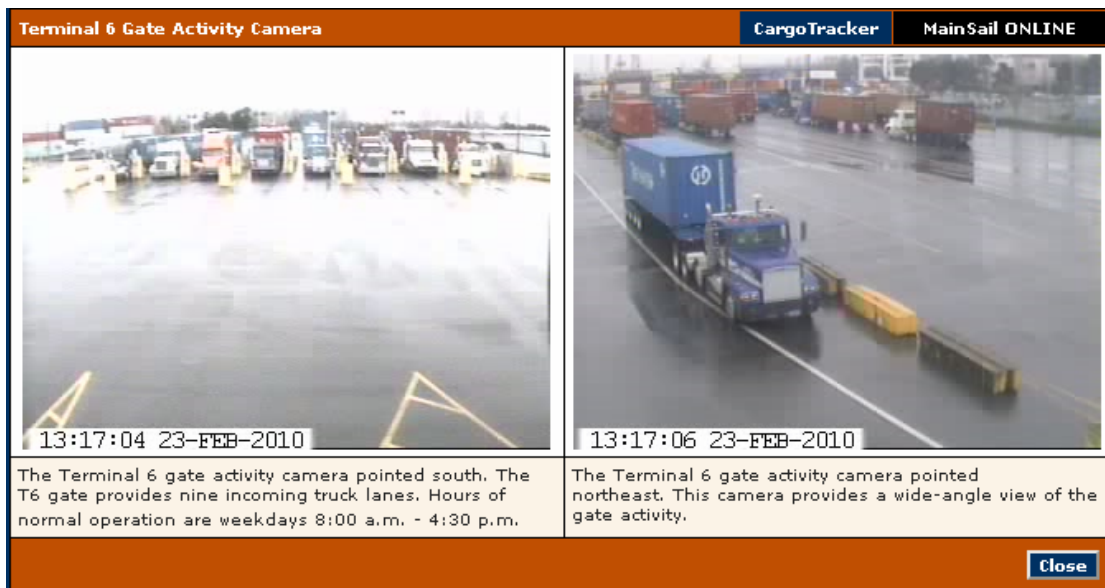 Terminal 6 Gate Activity Camera
CargoTracker
MainSail ONLINE
13:17:04 23-FEB-2010
13:17:06 23-FEB-2010
The Terminal 6 gate activity camera pointed south. The
T6 gate provides nine incoming truck lanes. Hours of
normal operation are weekdays 8:00 a.m. - 4:30 p.m.
The Terminal 6 gate activity camera pointed
northeast. This camera provides a wide-angle view of the
gate activity.
Close